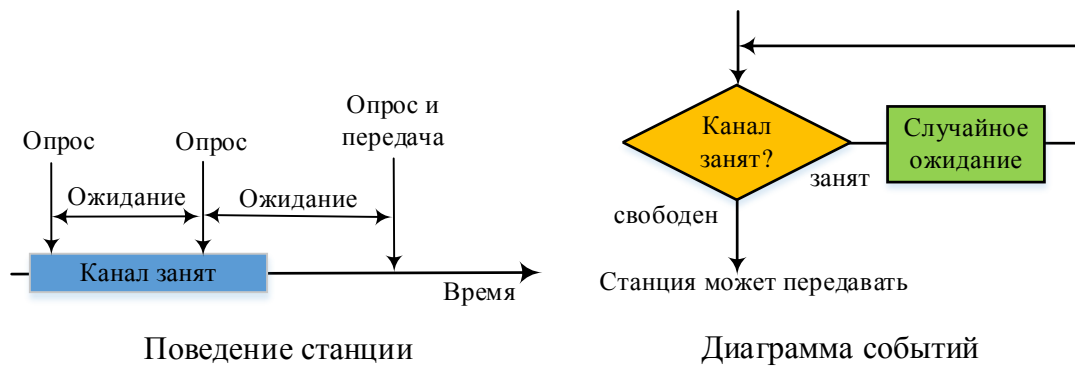 Опрос
Опрос
Опрос и
передача
Ожидание
Ожидание
Канал занят
Время
Поведение станции
Канал
занят?
Случайное
ожидание
занят
свободен
Станция может передавать
Диаграмма событий